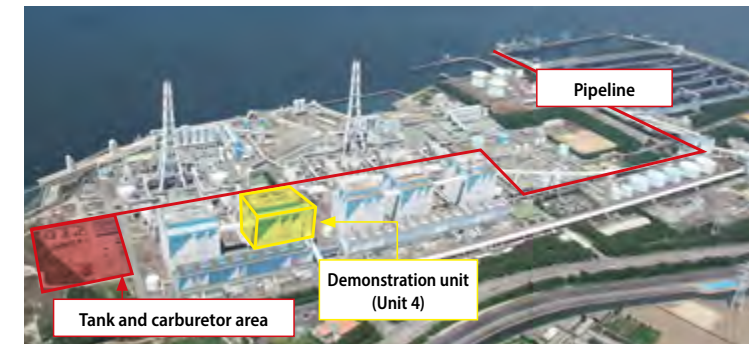 Pipeline
Demonstration unit
(Unit 4)
Tank and carburetor area